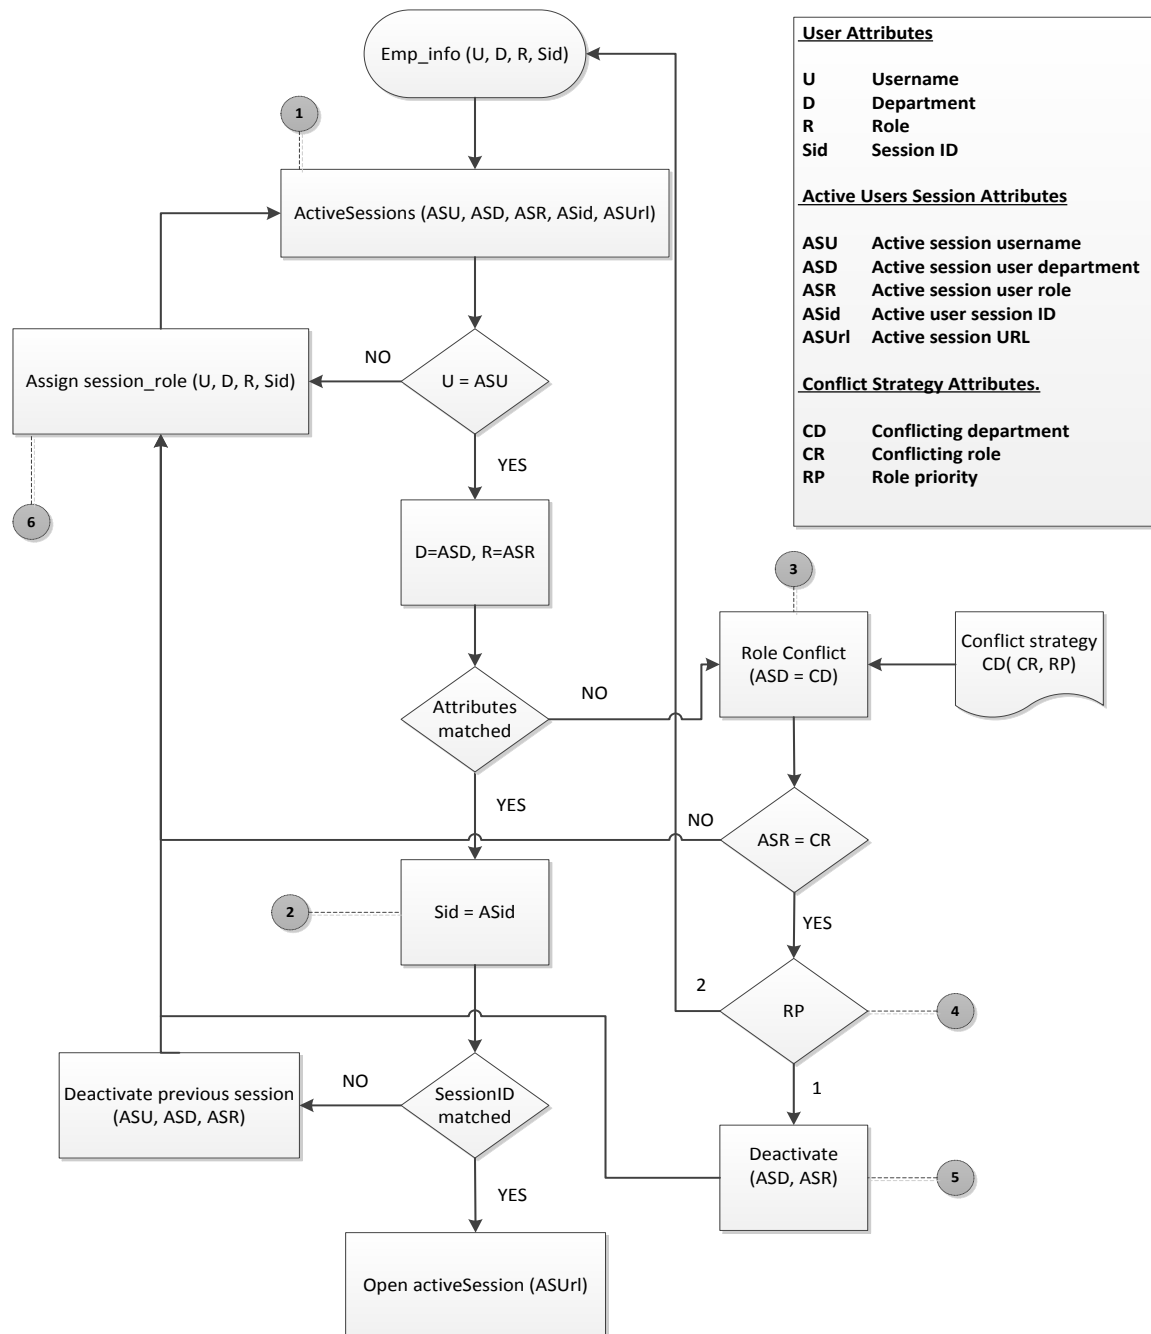 Emp_info (U, D, R, Sid)
1
ActiveSessions (ASU, ASD, ASR, ASid, ASUrl)
Assign session_role (U, D, R, Sid)
NO
U = ASU
6
YES
D=ASD, R=ASR
Attributes
matched
NO
YES
2
Sid = ASid
Deactivate previous session
(ASU, ASD, ASR)
NO
SessionID
matched
YES
Open activeSession (ASUrl)
3
Role Conflict
(ASD = CD)
Conflict strategy
CD( CR, RP)
NO
ASR = CR
YES
2
RP
4
1
Deactivate
(ASD, ASR)
5
User Attributes
U Username
D Department
R Role
Sid Session ID
Active Users Session Attributes
ASU Active session username
ASD Active session user department
ASR Active session user role
ASid Active user session ID
ASUrl Active session URL
Conflict Strategy Attributes.
CD Conflicting department
CR Conflicting role
RP Role priority